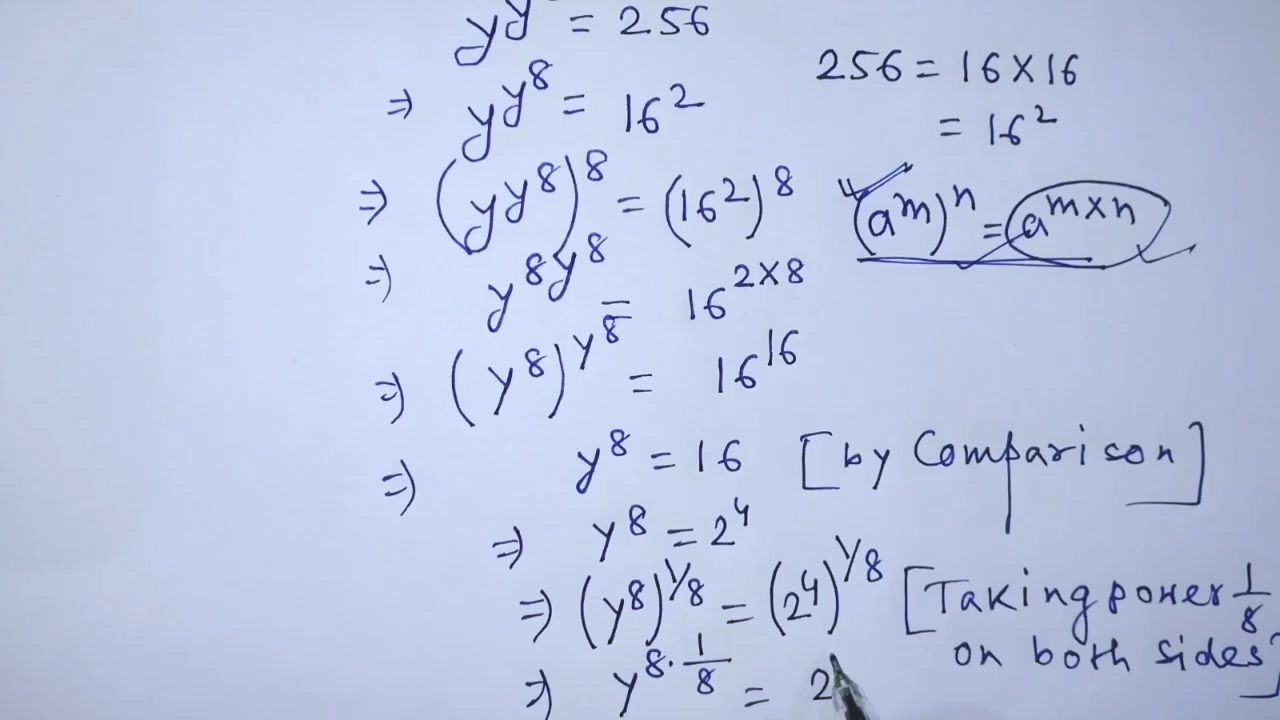 y^y = 256
256 = 16 × 16
⇒ y^y^8 = 16^2
= 16^2
⇒ (y^y^8)^8 = (16^2)^8
(a^m)^n = a^m×n
⇒ y^8y^8 = 16^2×8
⇒ (y^8)^y^8 = 16^16
⇒ y^8 = 16 [by Comparison]
⇒ y^8 = 2^4
⇒ (y^8)^1/8 = (2^4)^1/8 [Taking power 1/8
on both sides]
⇒ y^8·1/8 = 2